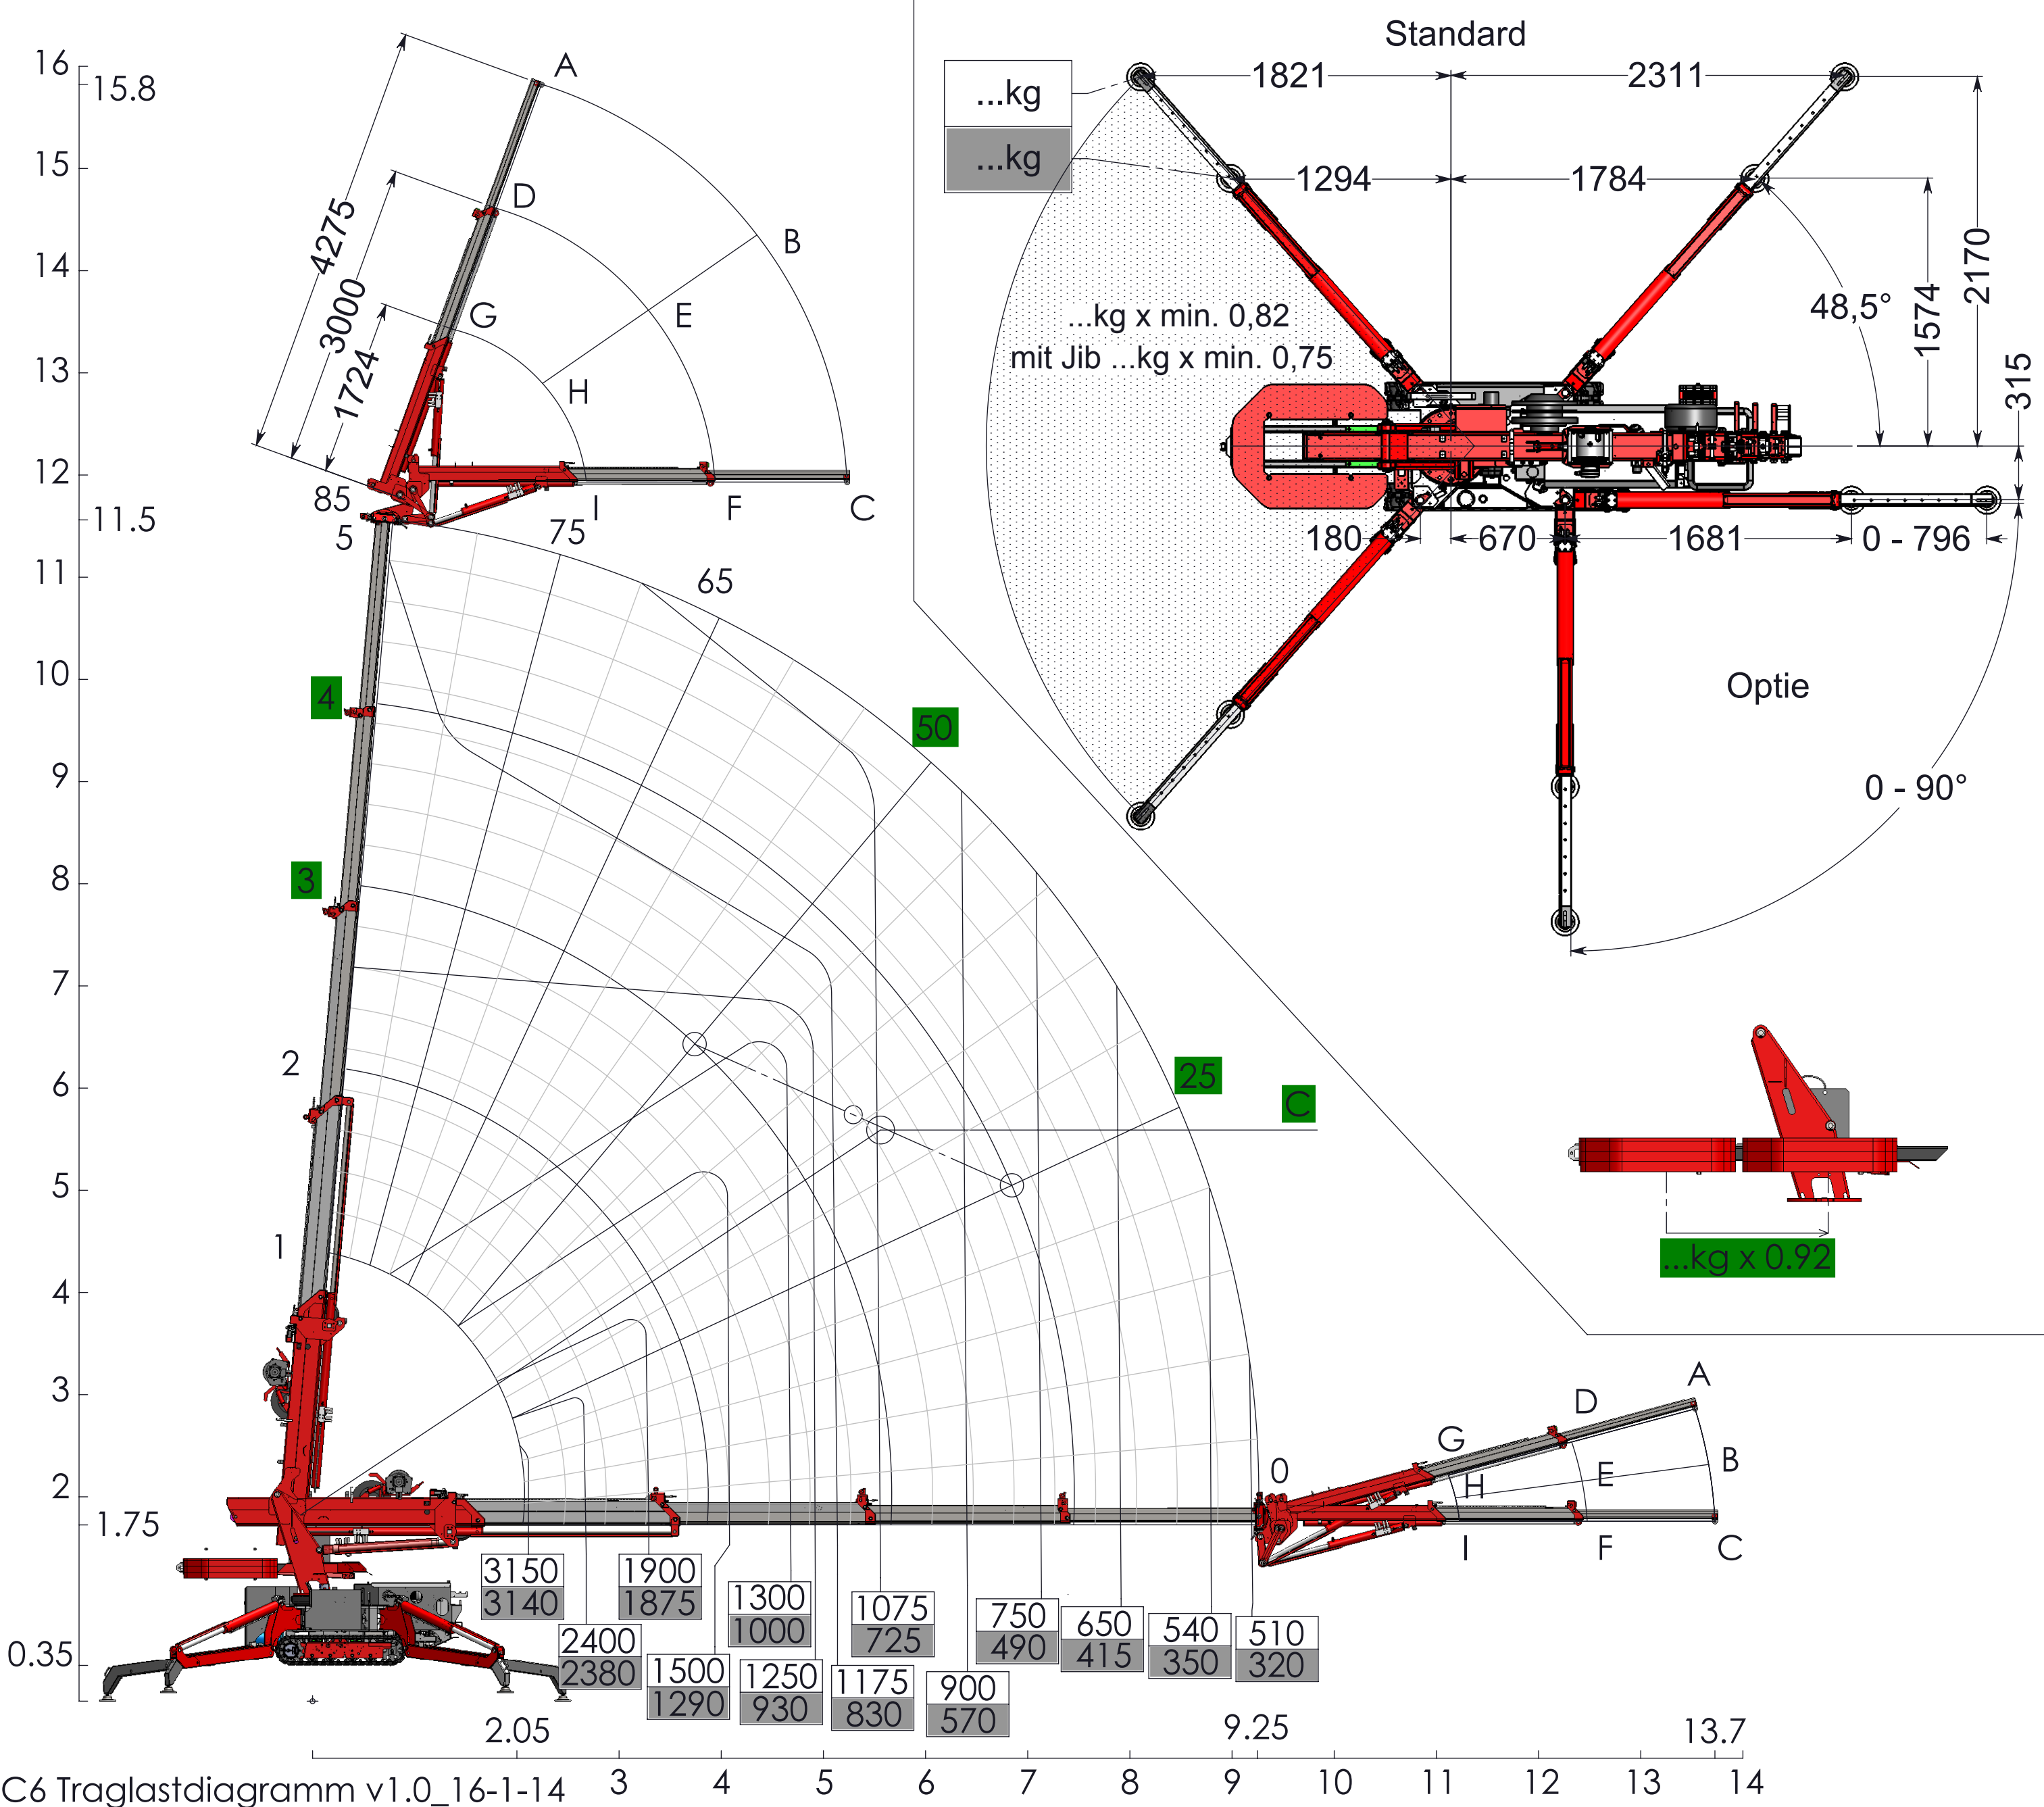 Standard
...kg
...kg
1821
2311
1294
1784
48,5°
1574
2170
315
...kg x min. 0,82
mit Jib ...kg x min. 0,75
180
670
1681
0 - 796
Optie
0 - 90°
...kg x 0.92
16
15.8
15
14
13
12
11.5
11
10
9
8
7
6
5
4
3
2
1.75
0.35
4275
3000
1724
A
B
C
D
E
F
G
H
I
85
75
65
50
25
0
5
4
3
2
1
C
A
D
G
B
E
H
I
F
C
3150
3140
2400
2380
1900
1875
1500
1290
1300
1000
1250
930
1175
830
1075
725
900
570
750
490
650
415
540
350
510
320
2.05
9.25
13.7
3 4 5 6 7 8 9 10 11 12 13 14
C6 Traglastdiagramm v1.0_16-1-14